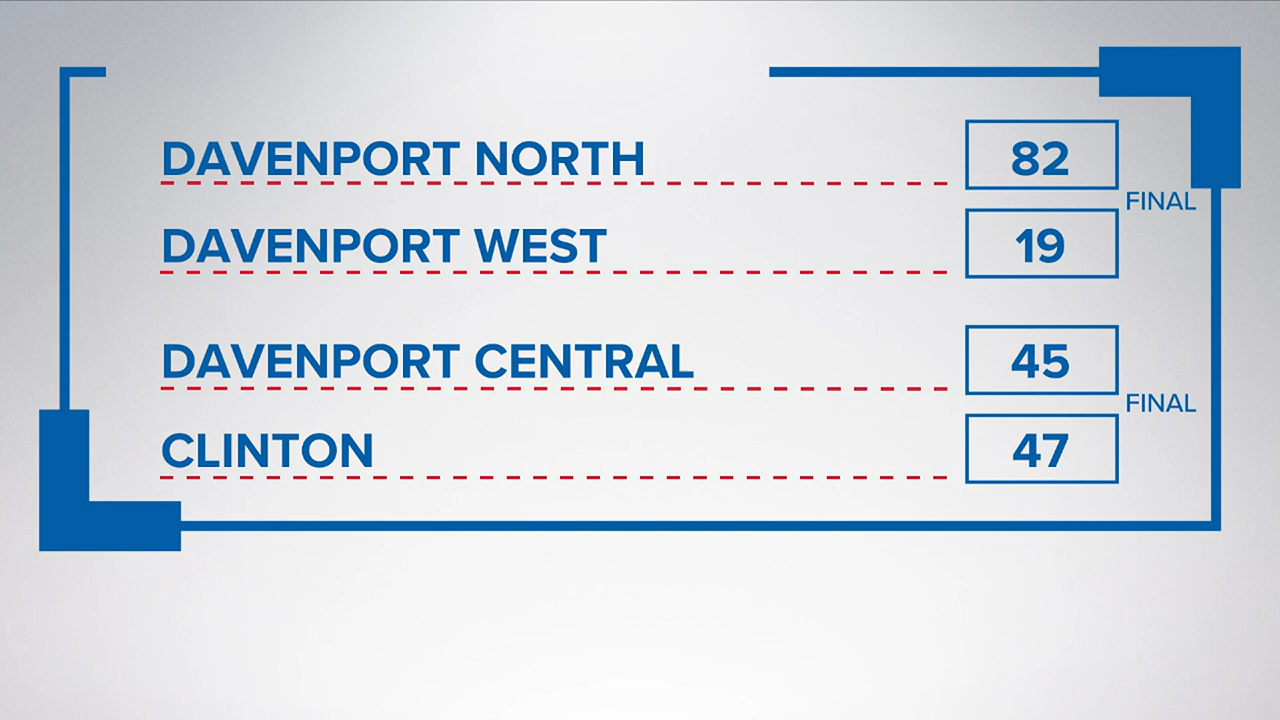 DAVENPORT NORTH 82
FINAL
DAVENPORT WEST 19
DAVENPORT CENTRAL 45
FINAL
CLINTON 47